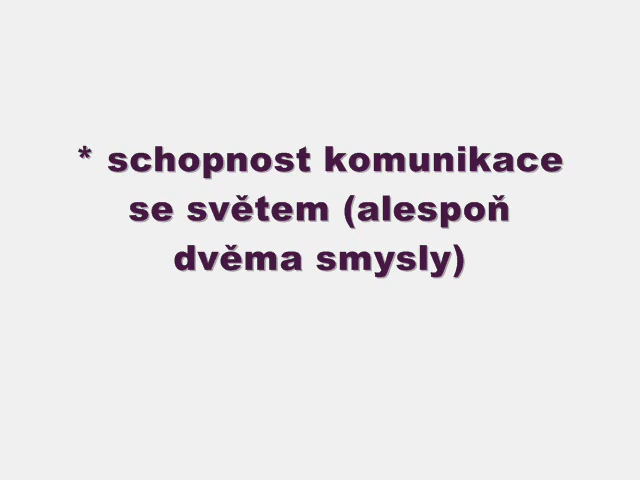 * schopnost komunikace
se světem (alespoň
dvěma smysly)